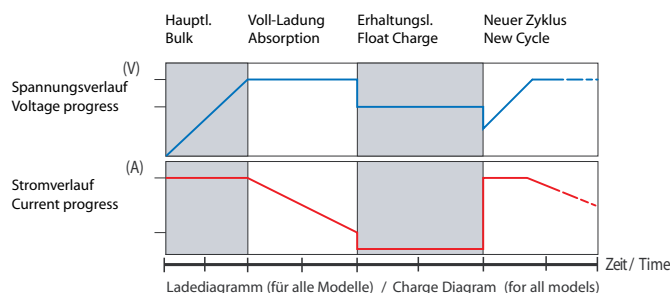 Hauptl.
Bulk
Voll-Ladung
Absorption
Erhaltungsl.
Float Charge
Neuer Zyklus
New Cycle
(V)
Spannungsverlauf
Voltage progress
(A)
Stromverlauf
Current progress
Zeit / Time
Ladediagramm (für alle Modelle) / Charge Diagram (for all models)